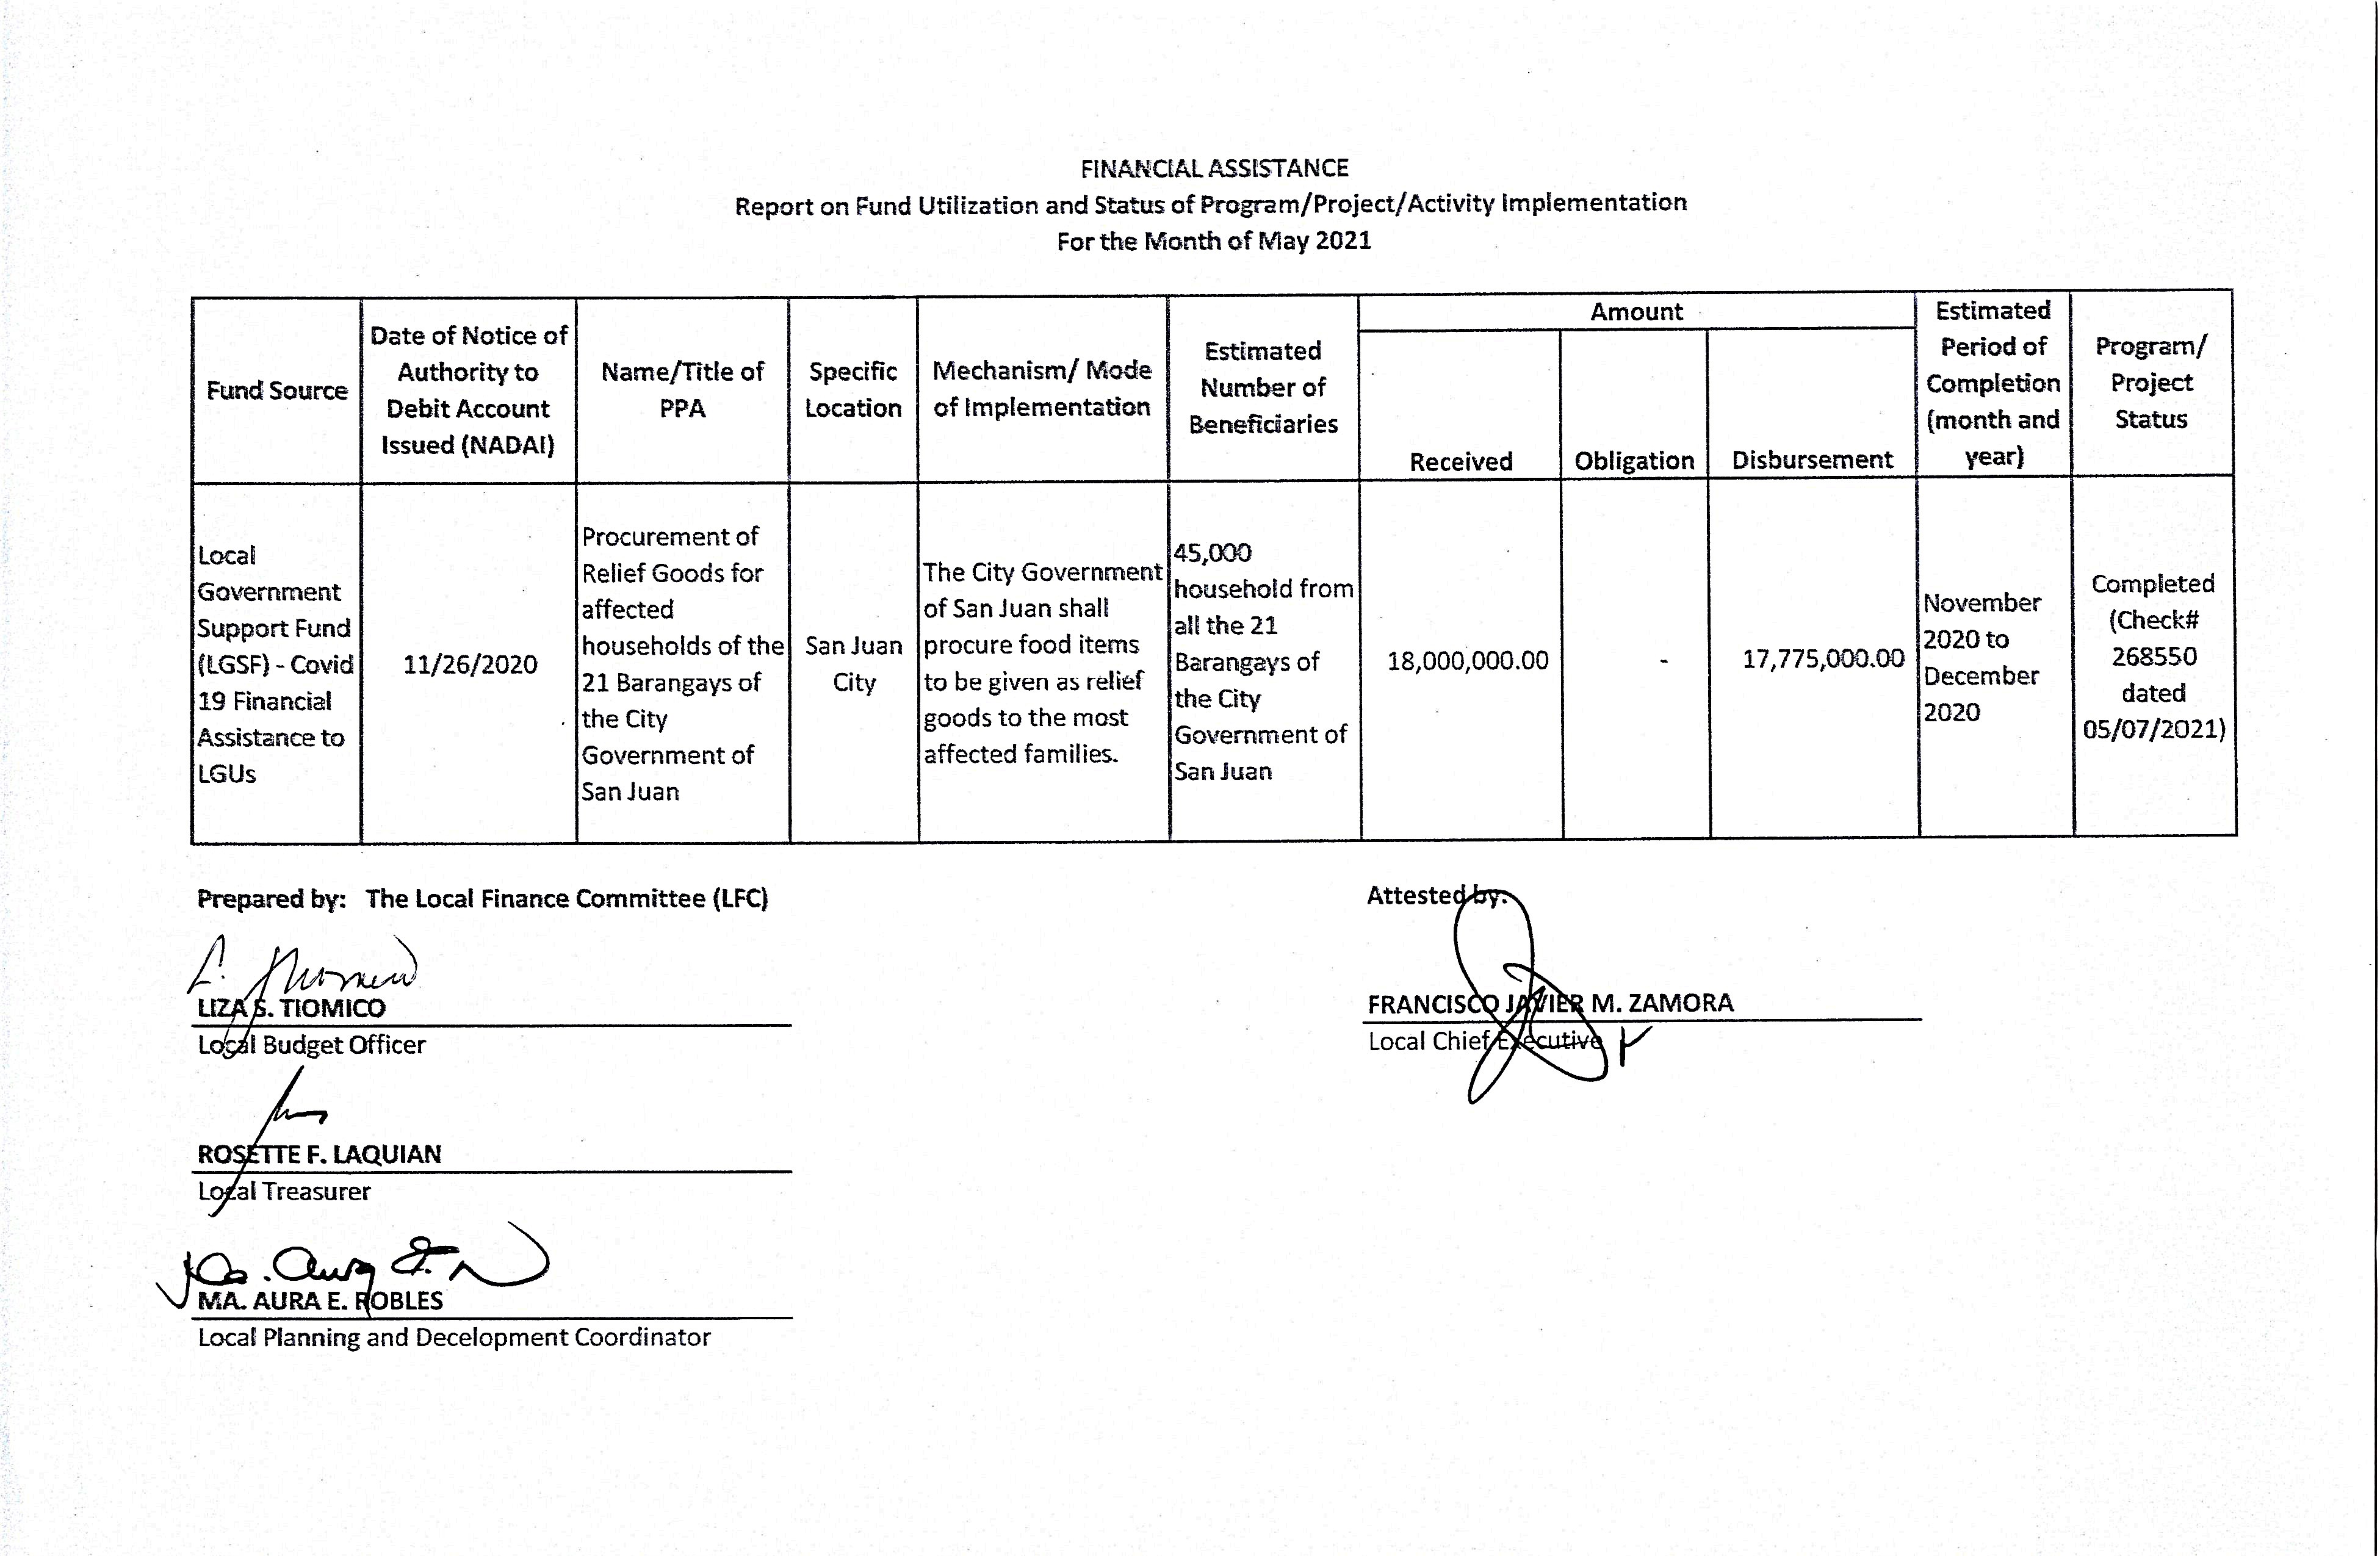 FINANCIAL ASSISTANCE
Report on Fund Utilization and Status of Program/Project/Activity Implementation
For the Month of May 2021
Fund Source
Date of Notice of
Authority to
Debit Account
Issued (NADAI)
Name/Title of
PPA
Specific
Location
Mechanism/ Mode
of Implementation
Estimated
Number of
Beneficiaries
Amount
Received
Obligation
Disbursement
Estimated
Period of
Completion
(month and
year)
Program/
Project
Status
Local
Government
Support Fund
(LGSF) - Covid
19 Financial
Assistance to
LGUs
11/26/2020
Procurement of
Relief Goods for
affected
households of the
21 Barangays of
the City
Government of
San Juan
San Juan
City
The City Government
of San Juan shall
procure food items
to be given as relief
goods to the most
affected families.
45,000
household from
all the 21
Barangays of
the City
Government of
San Juan
18,000,000.00
-
17,775,000.00
November
2020 to
December
2020
Completed
(Check#
268550
dated
05/07/2021)
Prepared by: The Local Finance Committee (LFC)
LIZA S. TIOMICO
Local Budget Officer
ROSETTE F. LAQUIAN
Local Treasurer
Ma. Aura E.
MA. AURA E. ROBLES
Local Planning and Decelopment Coordinator
Attested by:
FRANCISCO JAVIER M. ZAMORA
Local Chief Executive